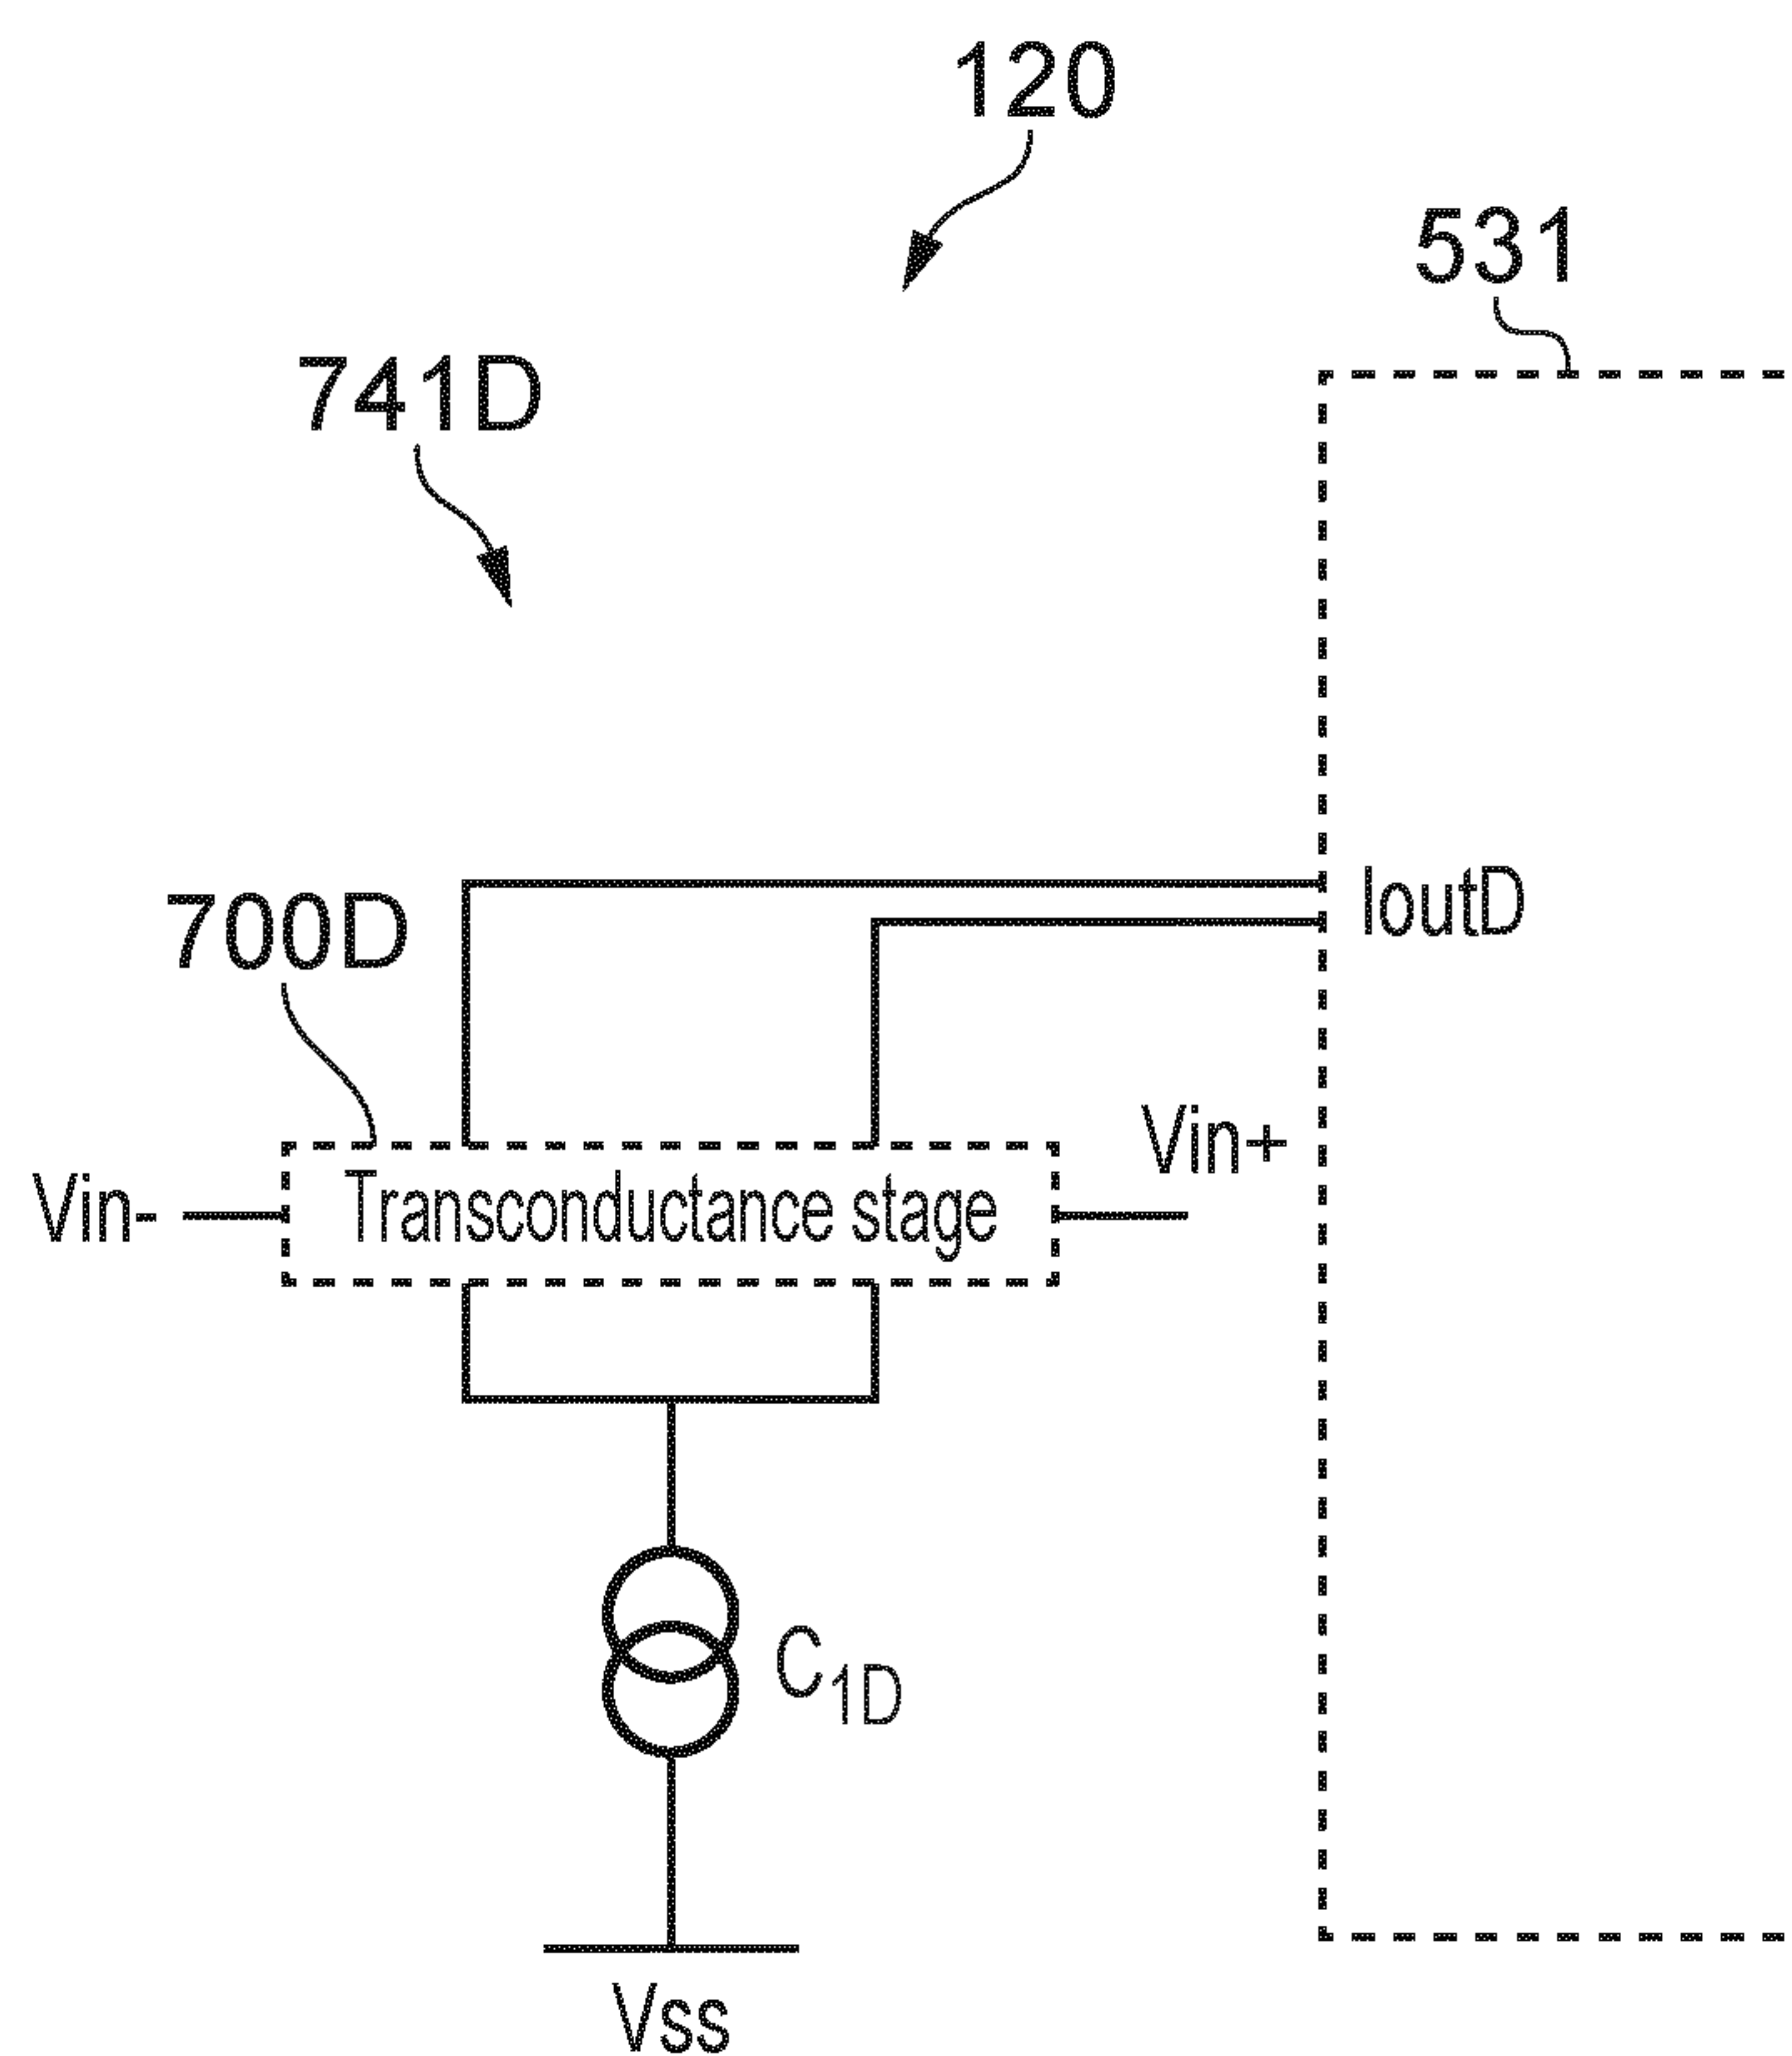 120
531
741D
IoutD
700D
Vin+
Vin-
Transconductance stage
C1D
Vss